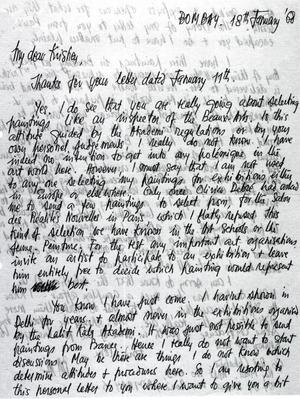 BOMBAY. 18th January '6
My dear Krishen,
Thanks for your letter dated January 11th.
Yes, I do see that you are really going about selecting
paintings like an inspector of the Beaux Arts. Is this
attitude guided by the Akademi regulations or by your
own personal judgements. I really do not know. I have
indeed no intention to get into any polémique in the
art world here. However I must say that I am not used
to any one selecting my paintings for exhibitions either
in Europe or elsewhere. Only once Olivier Debré had asked
me to send a few paintings to select from, for the Salon
des Réalités Nouvelles in Paris which I flatly refused. This
kind of selection we have known in the Art Schools or the
Peintre. For the rest any important art organisations
invite an artist to participate to an exhibition & leave
him entirely free to decide which painting would represent
him best.
You know I have just come. I havent shown in
Delhi for years & almost never in the exhibitions organised
by the Lalit Kala Akademi. It was just not possible to send
paintings from France. Hence I really do not want to start
discussions. May be there are things I do not know which
determine attitudes & procedures here. So I am resorting to
this personal letter to you where I want to give you a bit